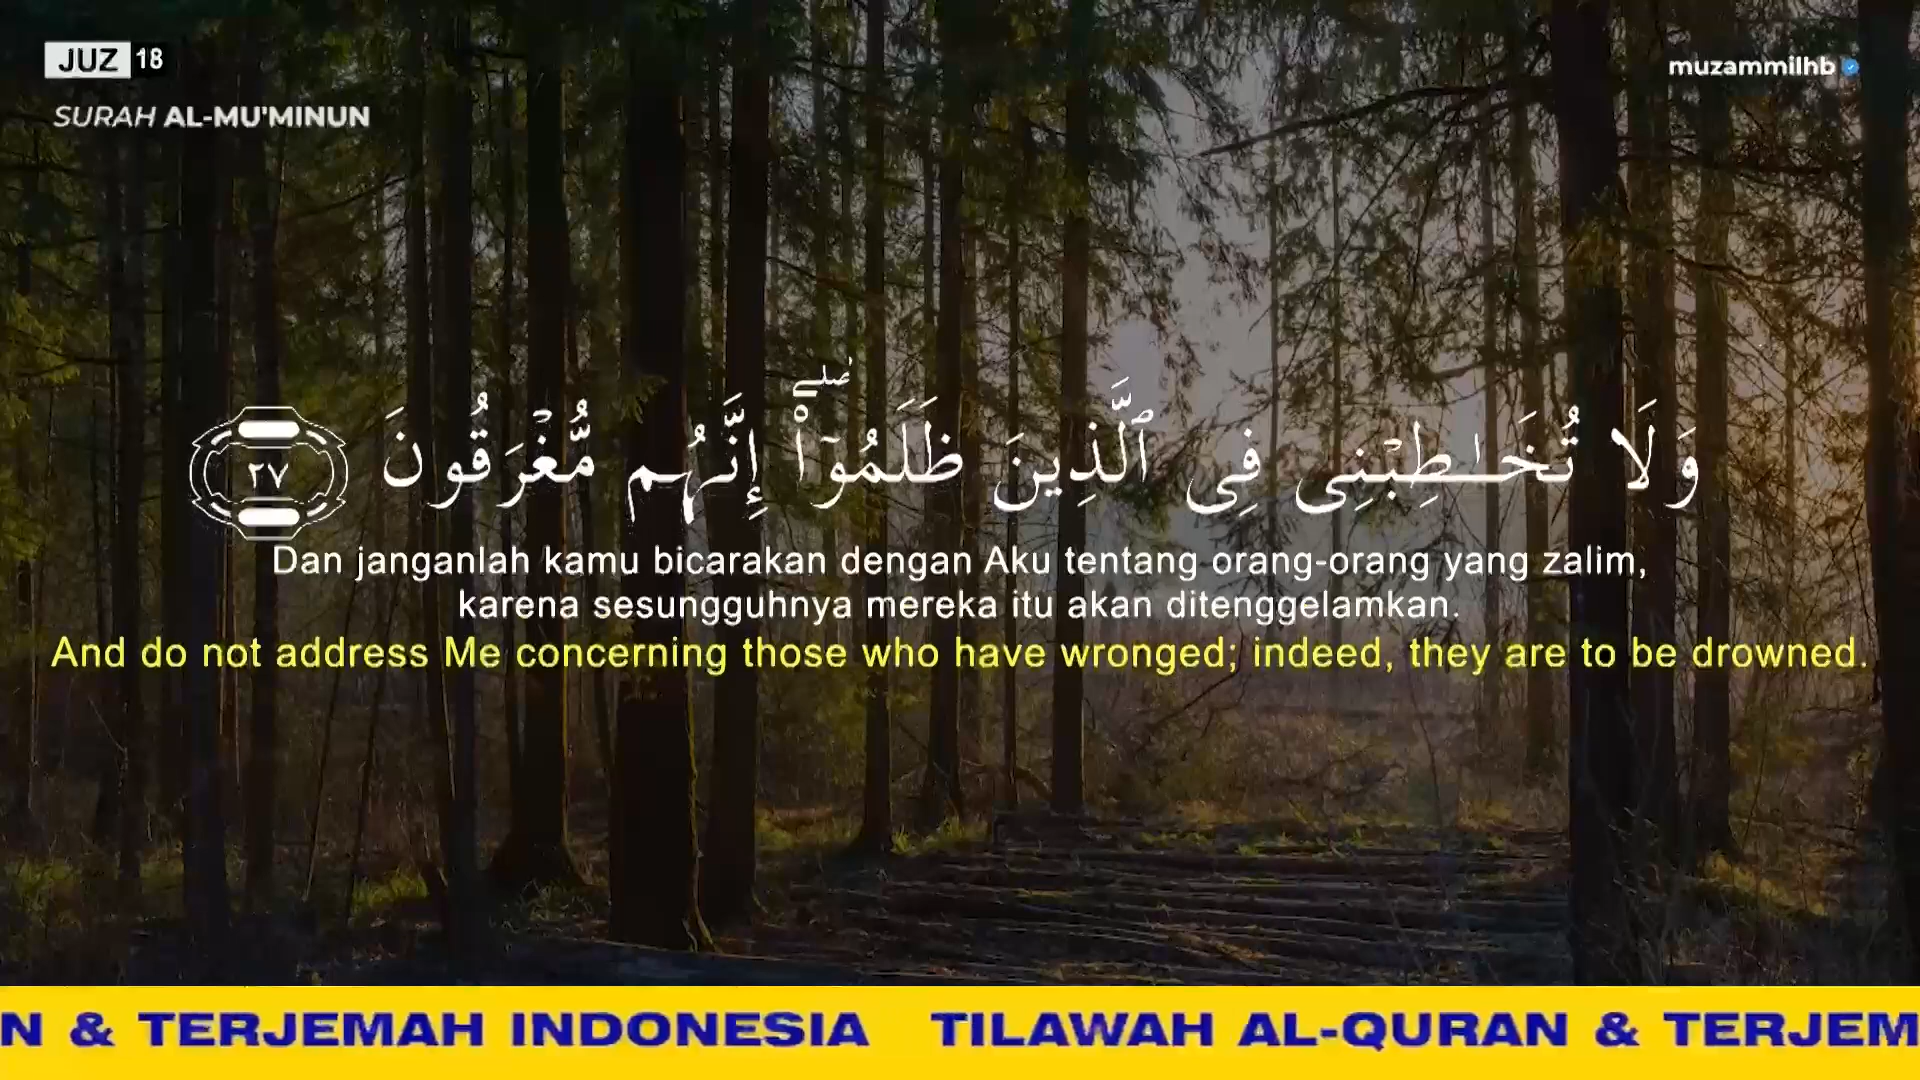 JUZ 18
muzammilhb
SURAH AL-MU'MINUN
وَلَا تُخَـٰطِبْنِى فِى ٱلَّذِينَ ظَلَمُوٓا۟ ۖ إِنَّهُم مُّغْرَقُونَ ٢٧
Dan janganlah kamu bicarakan dengan Aku tentang orang-orang yang zalim,
karena sesungguhnya mereka itu akan ditenggelamkan.
And do not address Me concerning those who have wronged; indeed, they are to be drowned.
N & TERJEMAH INDONESIA TILAWAH AL-QURAN & TERJEM